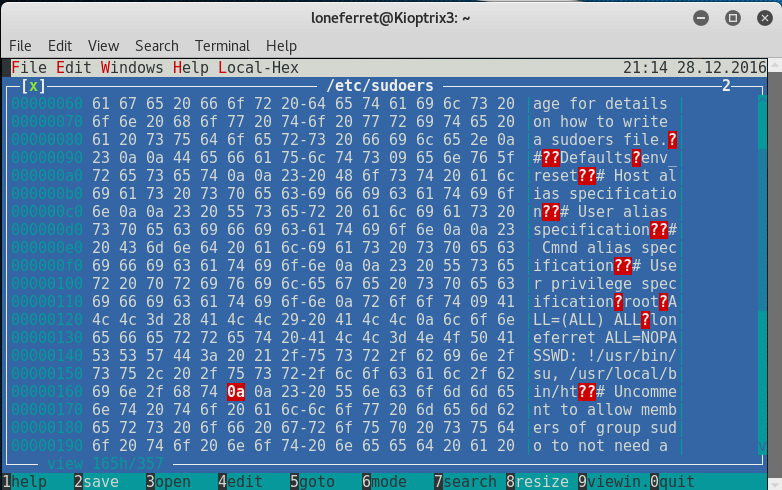 loneferret@Kioptrix3: ~
File Edit View Search Terminal Help
File Edit Windows Help Local-Hex 21:14 28.12.2016
[x] /etc/sudoers 2
00000060 61 67 65 20 66 6f 72 20-64 65 74 61 69 6c 73 20 |age for details |
00000070 6f 6e 20 68 6f 77 20 74-6f 20 77 72 69 74 65 20 |on how to write |
00000080 61 20 73 75 64 6f 65 72-73 20 66 69 6c 65 2e 0a |a sudoers file.?|
00000090 23 0a 0a 44 65 66 61 75-6c 74 73 09 65 6e 76 5f |#??Defaults?env_|
000000a0 72 65 73 65 74 0a 0a 23-20 48 6f 73 74 20 61 6c |reset??# Host al|
000000b0 69 61 73 20 73 70 65 63-69 66 69 63 61 74 69 6f |ias specificatio|
000000c0 6e 0a 0a 23 20 55 73 65-72 20 61 6c 69 61 73 20 |n??# User alias |
000000d0 73 70 65 63 69 66 69 63-61 74 69 6f 6e 0a 0a 23 |specification??#|
000000e0 20 43 6d 6e 64 20 61 6c-69 61 73 20 73 70 65 63 | Cmnd alias spec|
000000f0 69 66 69 63 61 74 69 6f-6e 0a 0a 23 20 55 73 65 |ification??# Use|
00000100 72 20 70 72 69 76 69 6c-65 67 65 20 73 70 65 63 |r privilege spec|
00000110 69 66 69 63 61 74 69 6f-6e 0a 72 6f 6f 74 09 41 |ification?root?A|
00000120 4c 4c 3d 28 41 4c 4c 29-20 41 4c 4c 0a 6c 6f 6e |LL=(ALL) ALL?lon|
00000130 65 66 65 72 72 65 74 20-41 4c 4c 3d 4e 4f 50 41 |eferret ALL=NOPA|
00000140 53 53 57 44 3a 20 21 2f-75 73 72 2f 62 69 6e 2f |SSWD: !/usr/bin/|
00000150 73 75 2c 20 2f 75 73 72-2f 6c 6f 63 61 6c 2f 62 |su, /usr/local/b|
00000160 69 6e 2f 68 74 0a 0a 23-20 55 6e 63 6f 6d 6d 65 |in/ht??# Uncomme|
00000170 6e 74 20 74 6f 20 61 6c-6c 6f 77 20 6d 65 6d 62 |nt to allow memb|
00000180 65 72 73 20 6f 66 20 67-72 6f 75 70 20 73 75 64 |ers of group sud|
00000190 6f 20 74 6f 20 6e 6f 74-20 6e 65 65 64 20 61 20 |o to not need a |
view 165h/357
1help 2save 3open 4edit 5goto 6mode 7search 8resize 9viewin.0quit